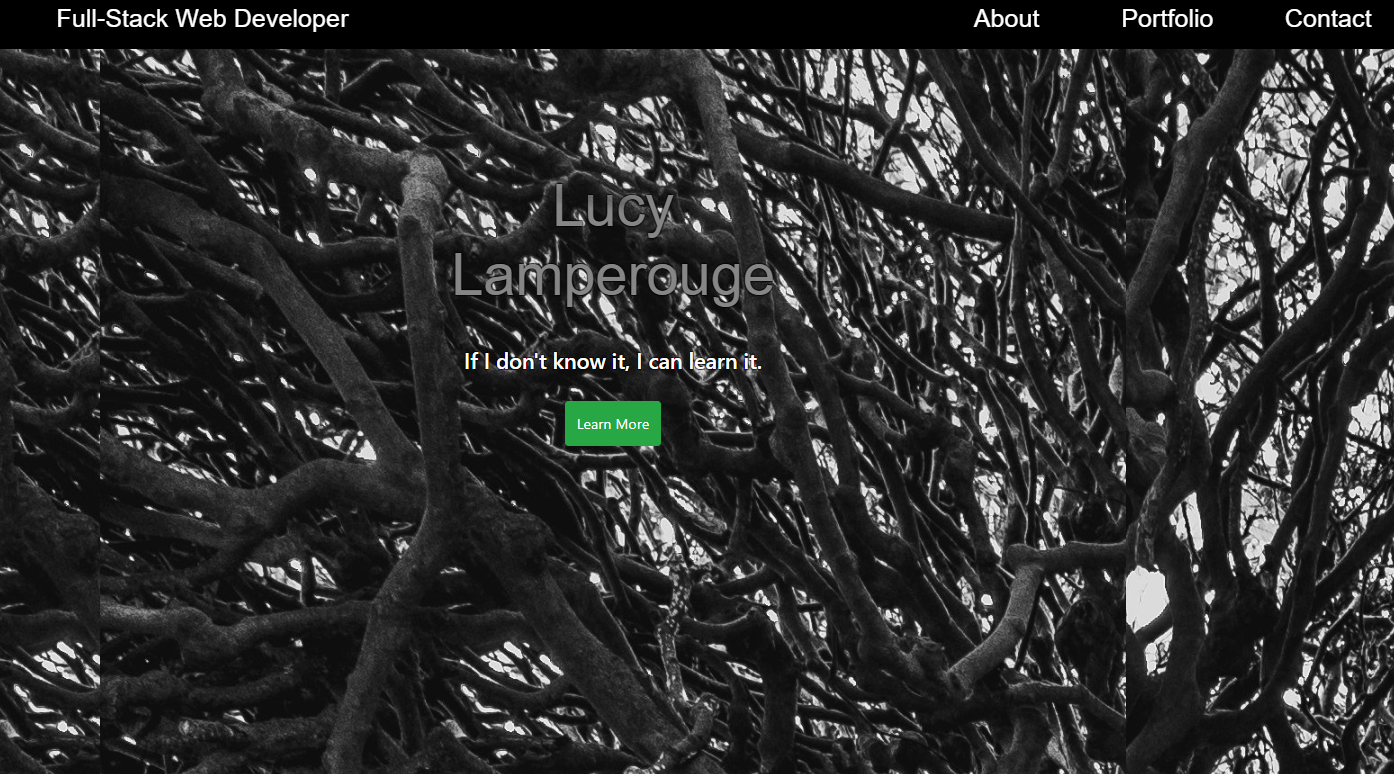 Full-Stack Web Developer
About Portfolio Contact
Lucy
Lamperouge
If I don't know it, I can learn it.
Learn More